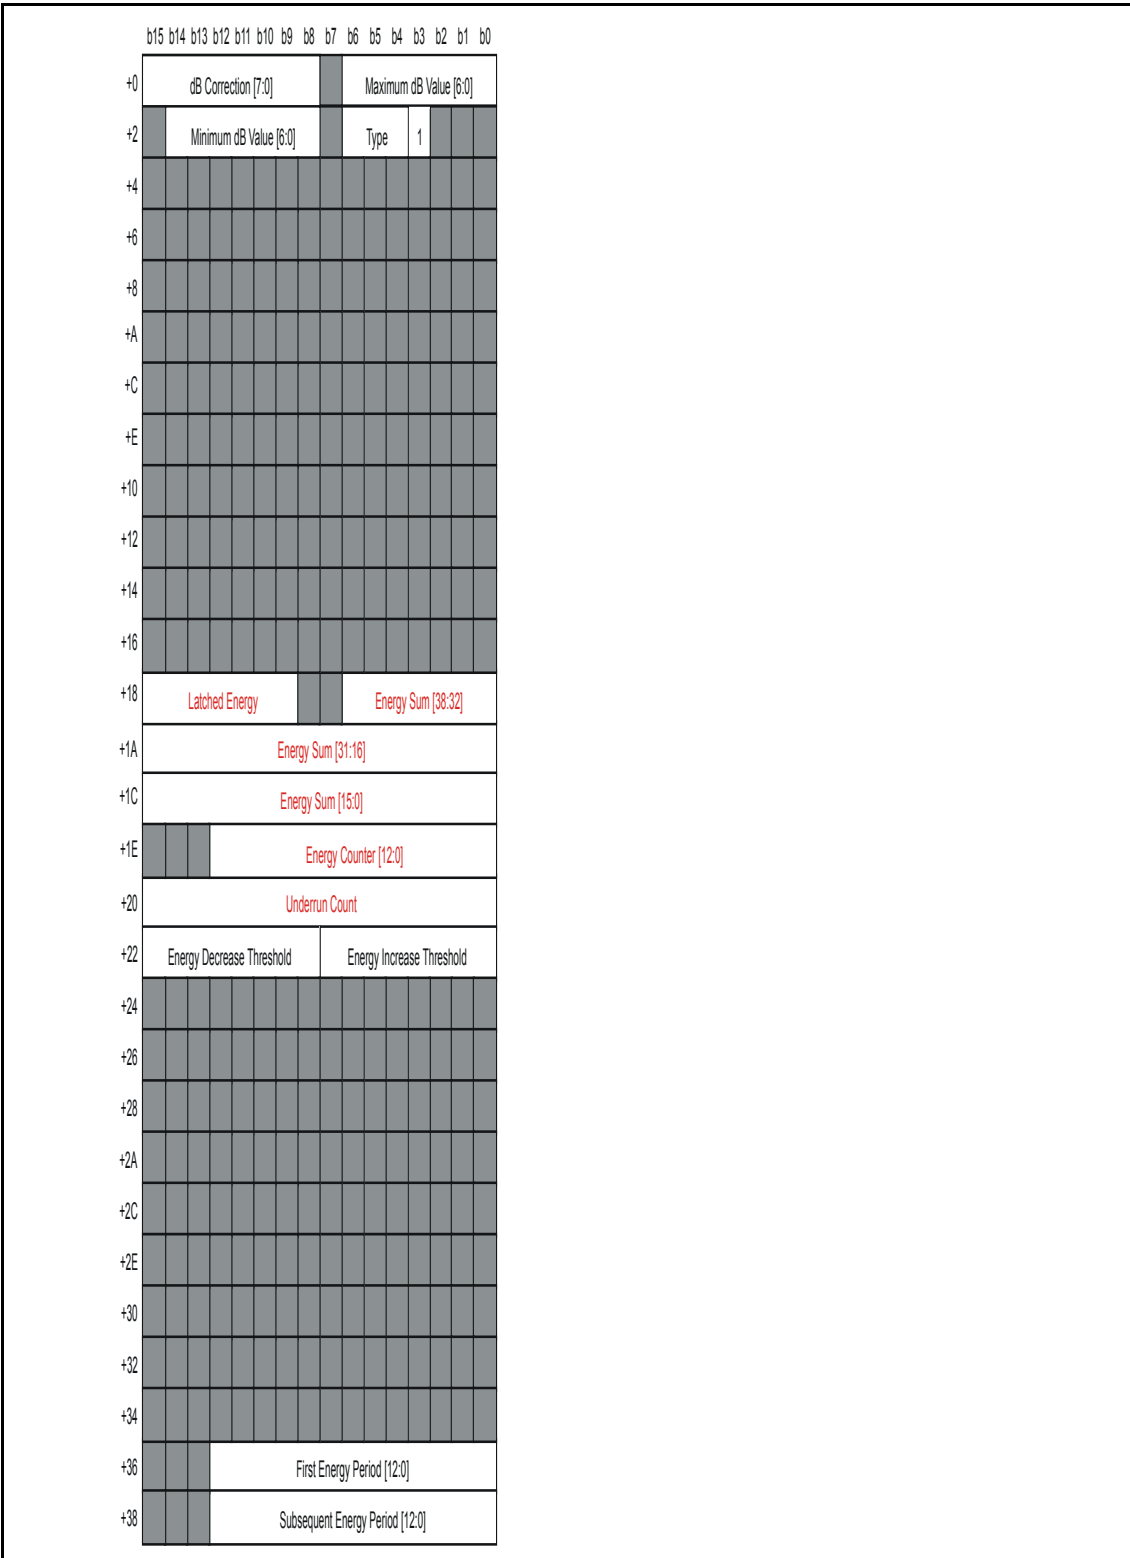 b15 b14 b13 b12 b11 b10 b9 b8 b7 b6 b5 b4 b3 b2 b1 b0
+0 dB Correction [7:0] Maximum dB Value [6:0]
+2 Minimum dB Value [6:0] Type 1
+4
+6
+8
+A
+C
+E
+10
+12
+14
+16
+18 Latched Energy Energy Sum [38:32]
+1A Energy Sum [31:16]
+1C Energy Sum [15:0]
+1E Energy Counter [12:0]
+20 Underrun Count
+22 Energy Decrease Threshold Energy Increase Threshold
+24
+26
+28
+2A
+2C
+2E
+30
+32
+34
+36 First Energy Period [12:0]
+38 Subsequent Energy Period [12:0]